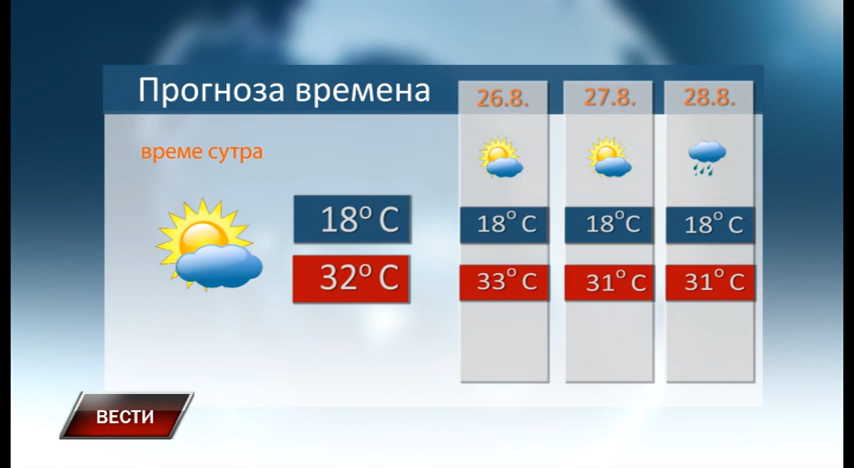 Прогноза времена
време сутра
18° C
32° C
26.8. 27.8. 28.8.
18° C 18°C 18° C
33° C 31° C 31° C
ВЕСТИ